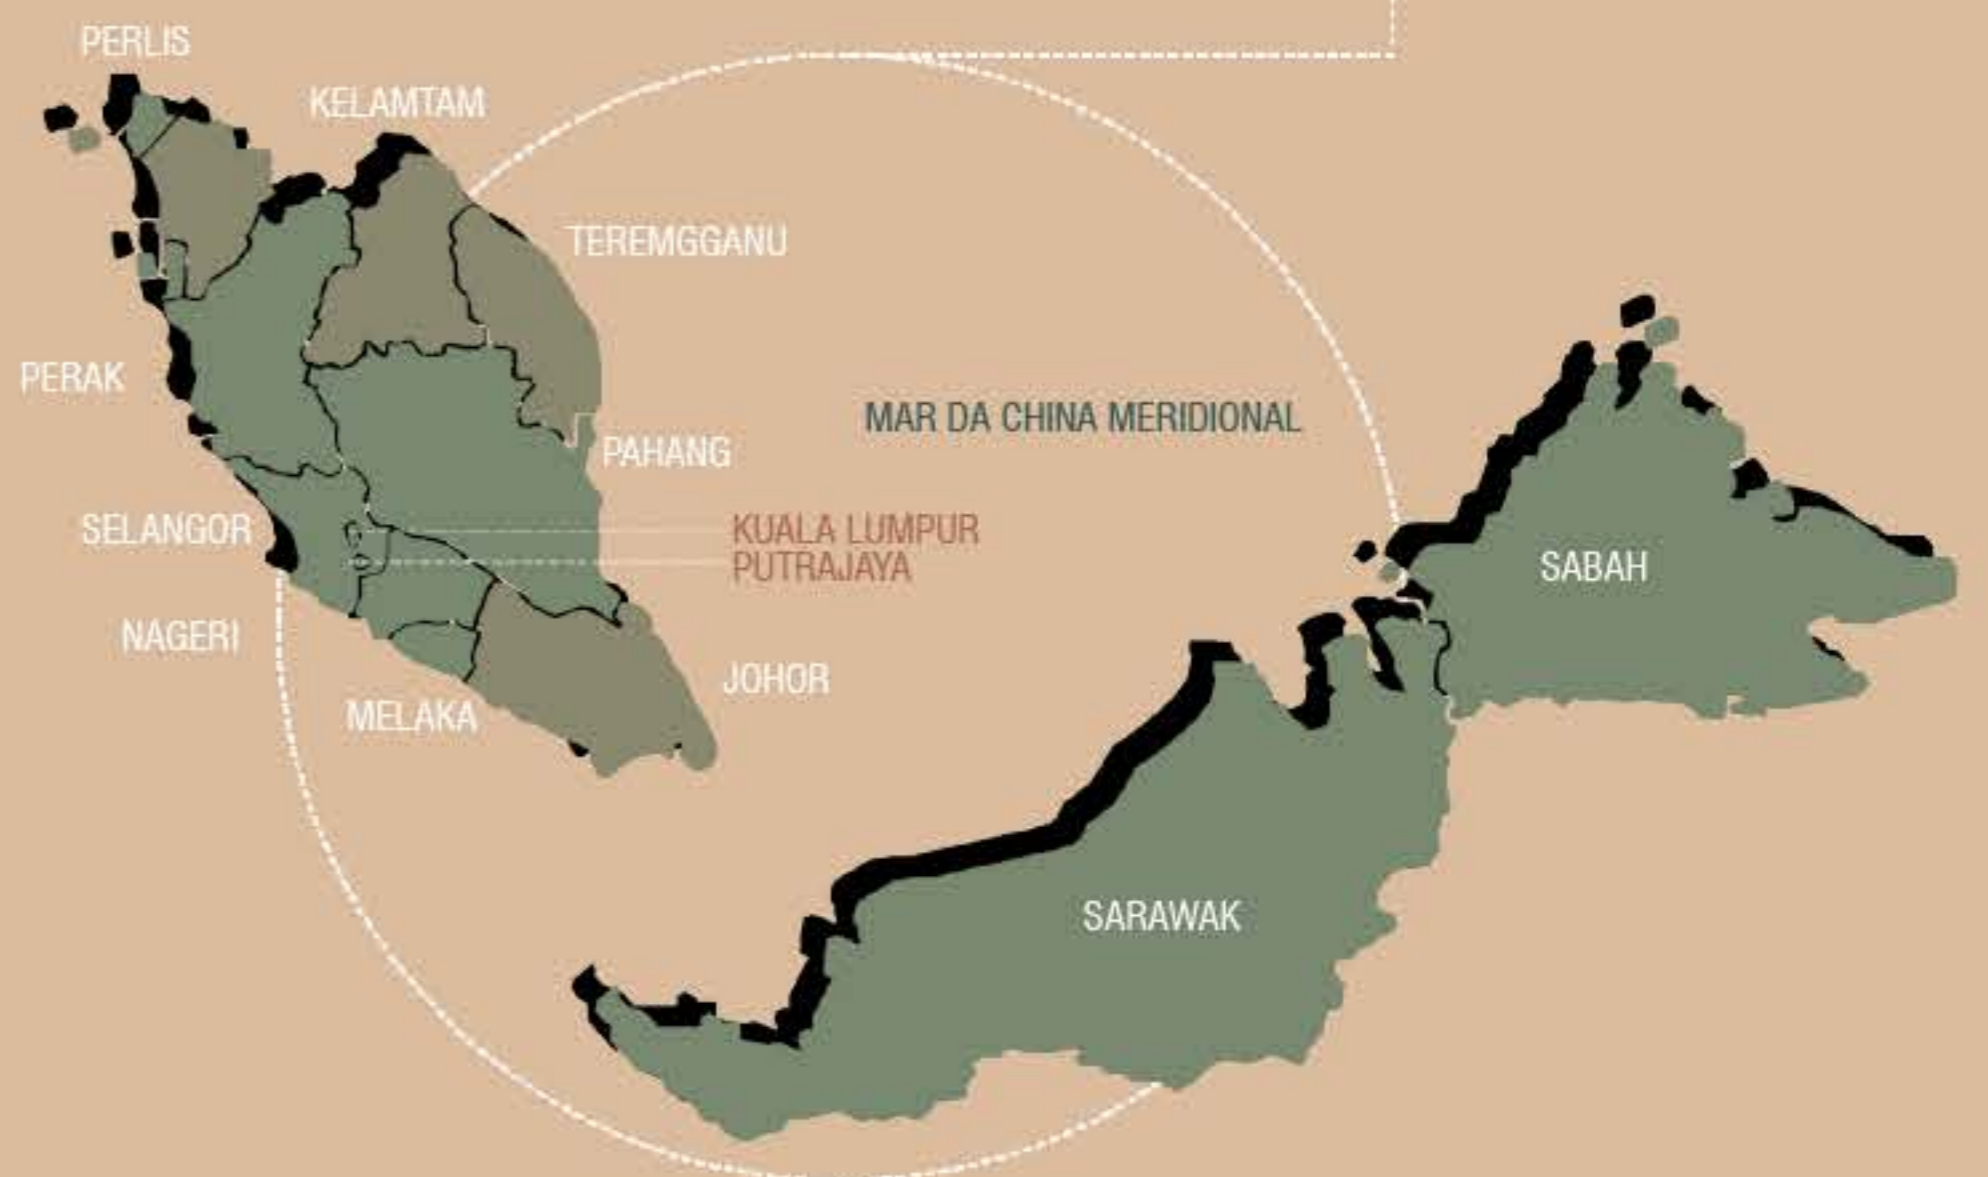 PERLIS
KELAMTAM
TEREMGGANU
PERAK
MAR DA CHINA MERIDIONAL
PAHANG
SELANGOR
KUALA LUMPUR
PUTRAJAYA
SABAH
NAGERI
JOHOR
MELAKA
SARAWAK